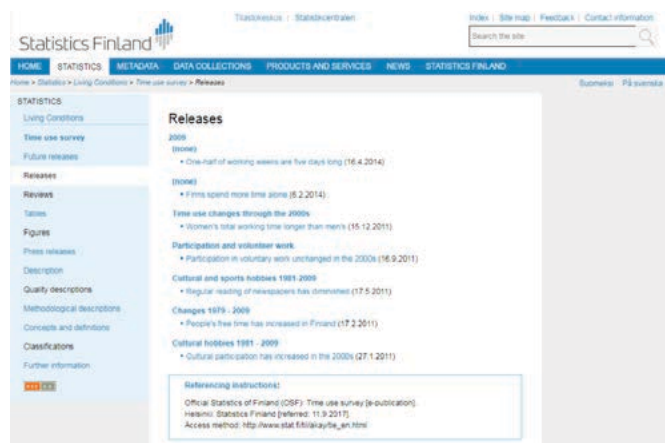 Tilastokeskus | Statistikcentralen
Index | Site map | Feedback | Contact information
Statistics Finland
Search the site
HOME STATISTICS METADATA DATA COLLECTIONS PRODUCTS AND SERVICES NEWS STATISTICS FINLAND
Home > Statistics > Living Conditions > Time use survey > Releases
Suomeksi På svenska
STATISTICS
Living Conditions
Time use survey
Future releases
Releases
Reviews
Tables
Figures
Press releases
Description
Quality descriptions
Methodological descriptions
Concepts and definitions
Classifications
Further information
Releases
2009
(none)
• One-half of working weeks are five days long (16.4.2014)
(none)
• Finns spend more time alone (6.2.2014)
Time use changes through the 2000s
• Women's total working time longer than men's (15.12.2011)
Participation and volunteer work
• Participation in voluntary work unchanged in the 2000s (16.9.2011)
Cultural and sports hobbies 1981-2009
• Regular reading of newspapers has diminished (17.5.2011)
Changes 1979 - 2009
• People's free time has increased in Finland (17.2.2011)
Cultural hobbies 1981 - 2009
• Cultural participation has increased in the 2000s (27.1.2011)
Referencing instructions:
Official Statistics of Finland (OSF): Time use survey [e-publication].
Helsinki: Statistics Finland [referred: 11.9.2017].
Access method: http://www.stat.fi/til/akay/tie_en.html